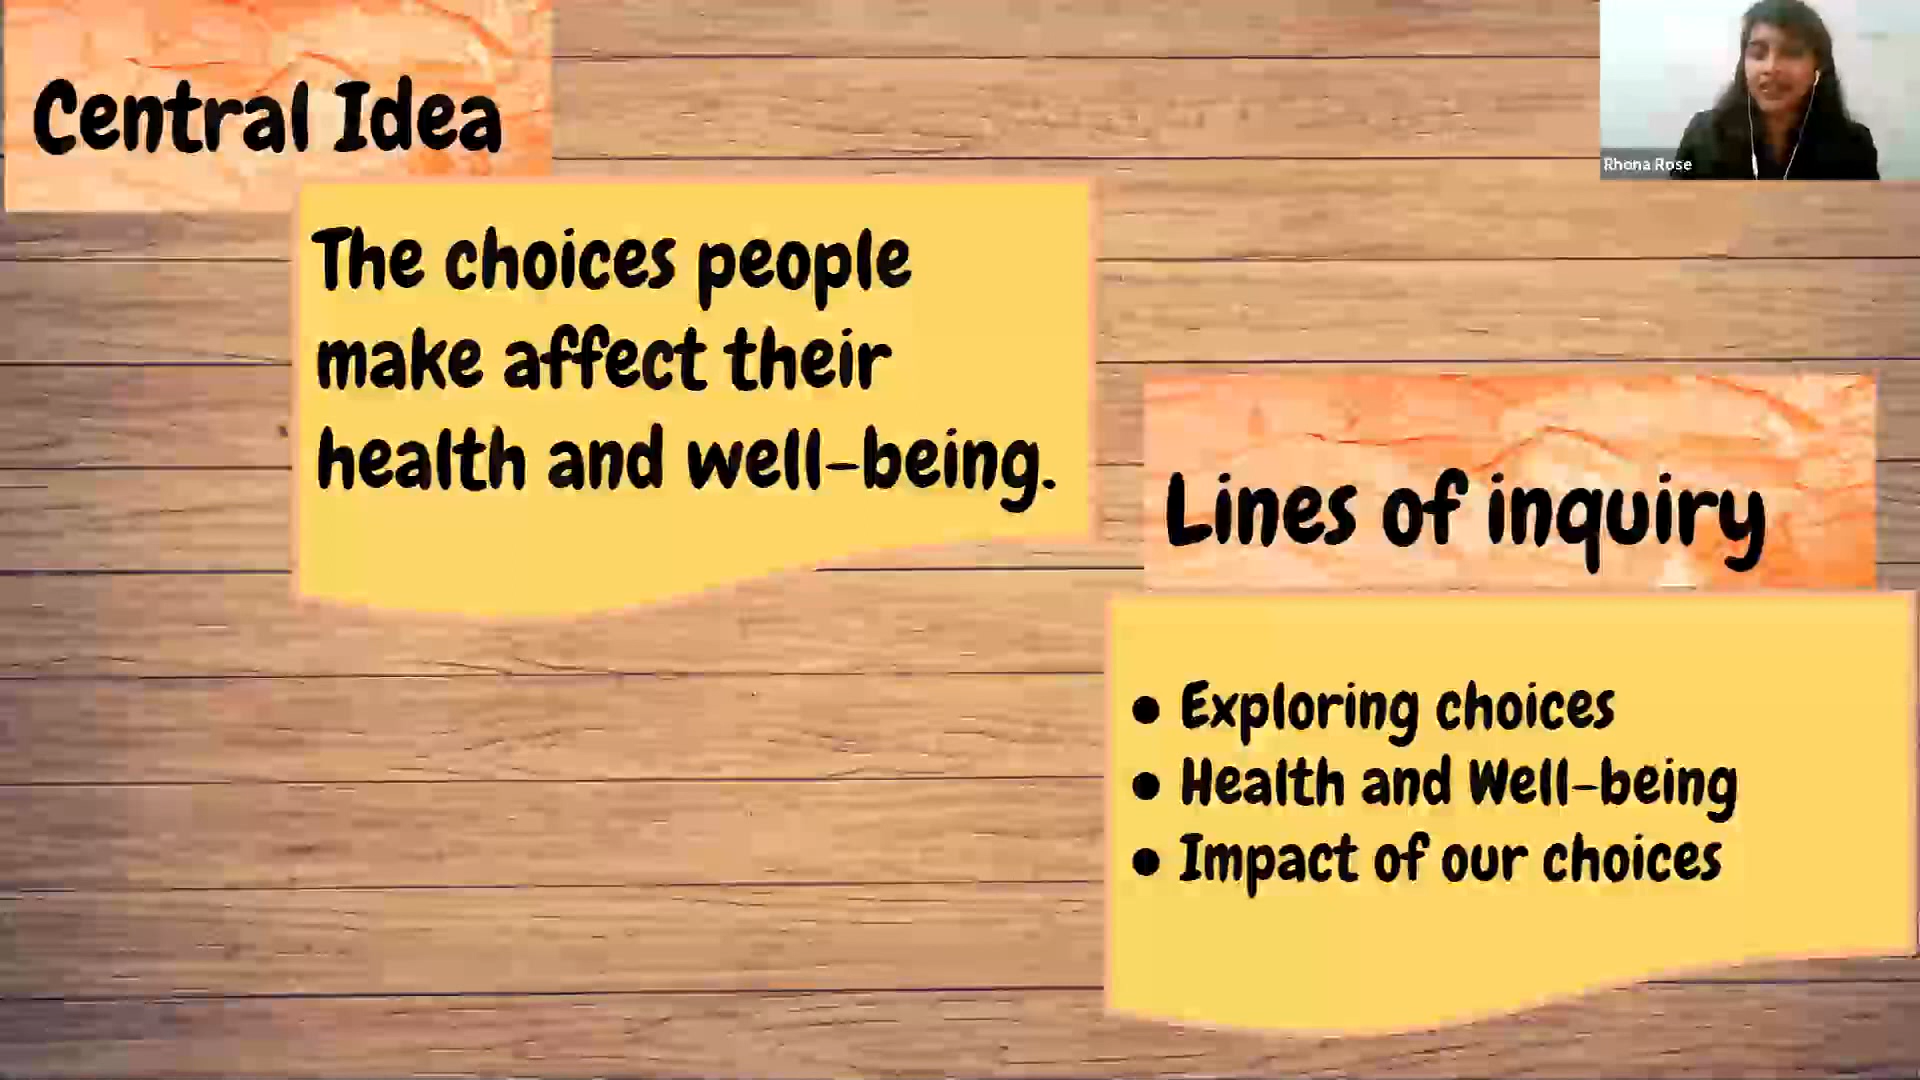 Central Idea
The choices people
make affect their
health and well-being.
Lines of inquiry
• Exploring choices
• Health and Well-being
• Impact of our choices
Rhona Rose